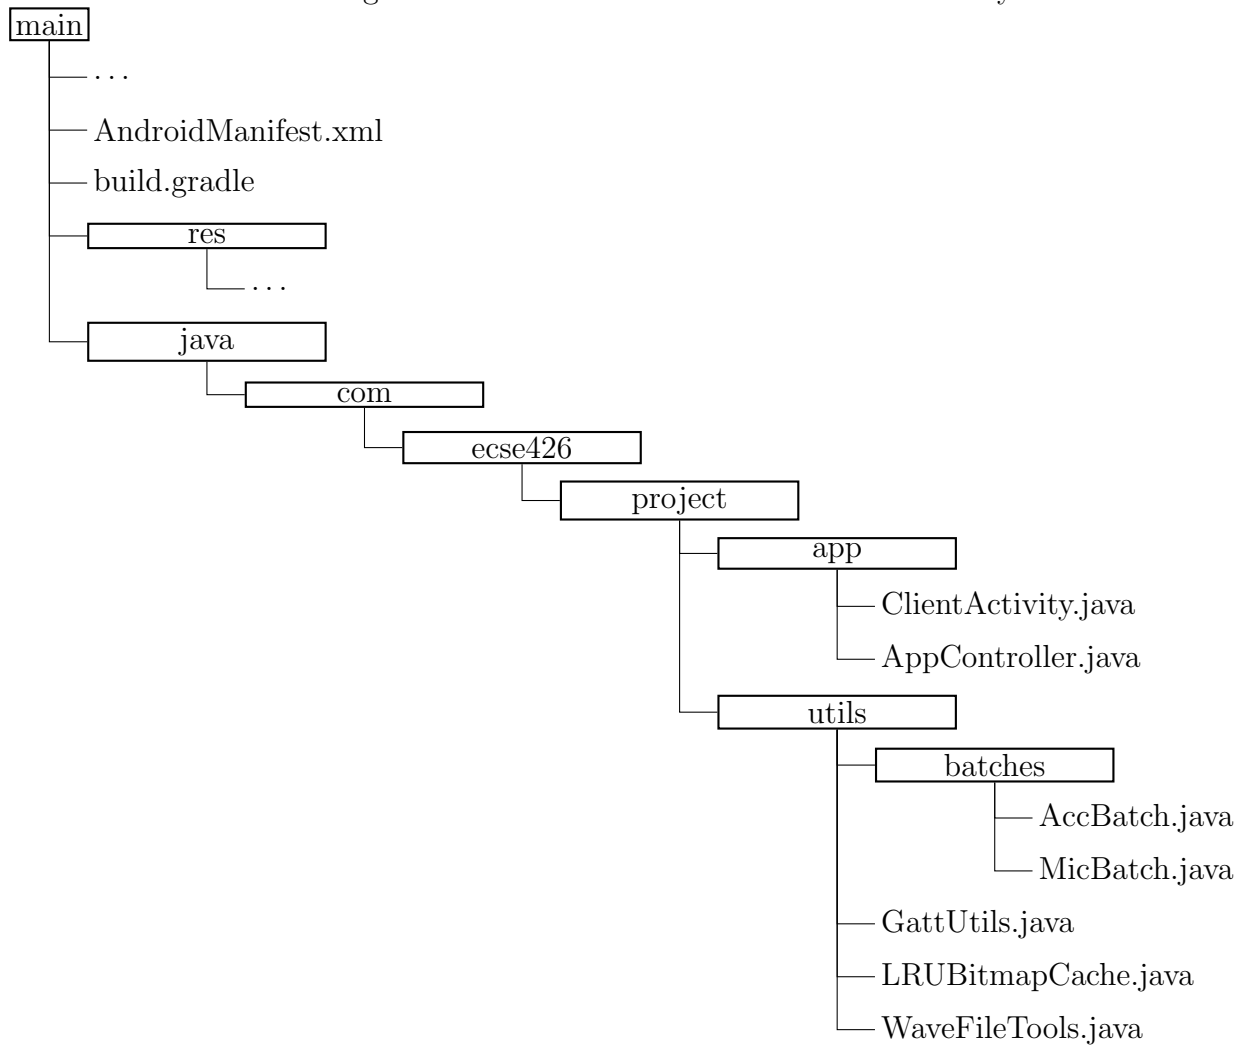 main
...
AndroidManifest.xml
build.gradle
res
...
java
com
ecse426
project
app
ClientActivity.java
AppController.java
utils
batches
AccBatch.java
MicBatch.java
GattUtils.java
LRUBitmapCache.java
WaveFileTools.java